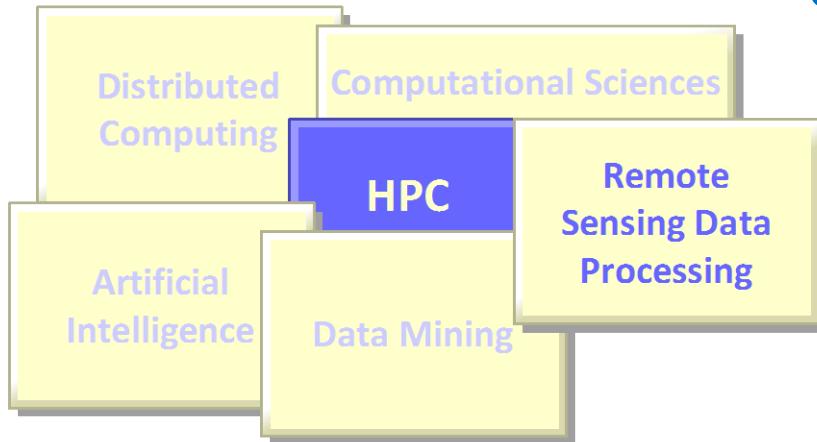 Distributed
Computing
Computational Sciences
HPC
Remote
Sensing Data
Processing
Artificial
Intelligence
Data Mining